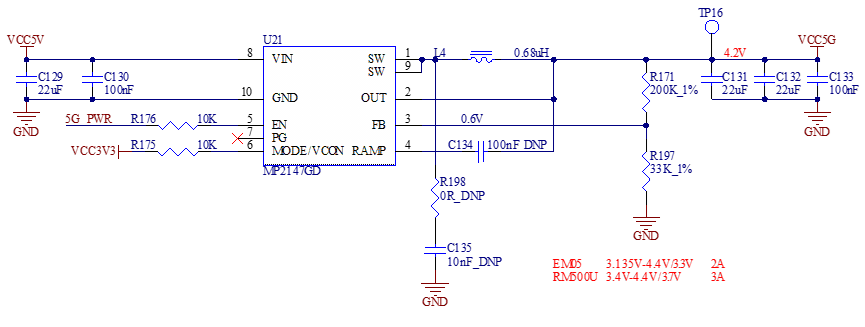 TP16
VCC5V U21 VCC5G
8 VIN SW 1 L4 0.68uH 4.2V
SW 9
C129 C130 R171 C131 C132 C133
22uF 100nF 200K_1% 22uF 22uF 100nF
10 GND OUT 2
GND GND
5G_PWR R176 10K 5 EN FB 3 0.6V
7 PG
VCC3V3 R175 10K 6 MODE/VCON RAMP 4 C134 100nF_DNP
R197
MP2147GD 33K_1%
R198
0R_DNP
GND
C135
10nF_DNP
EM05 3.135V-4.4V/3.3V 2A
RM500U 3.4V-4.4V/3.7V 3A
GND